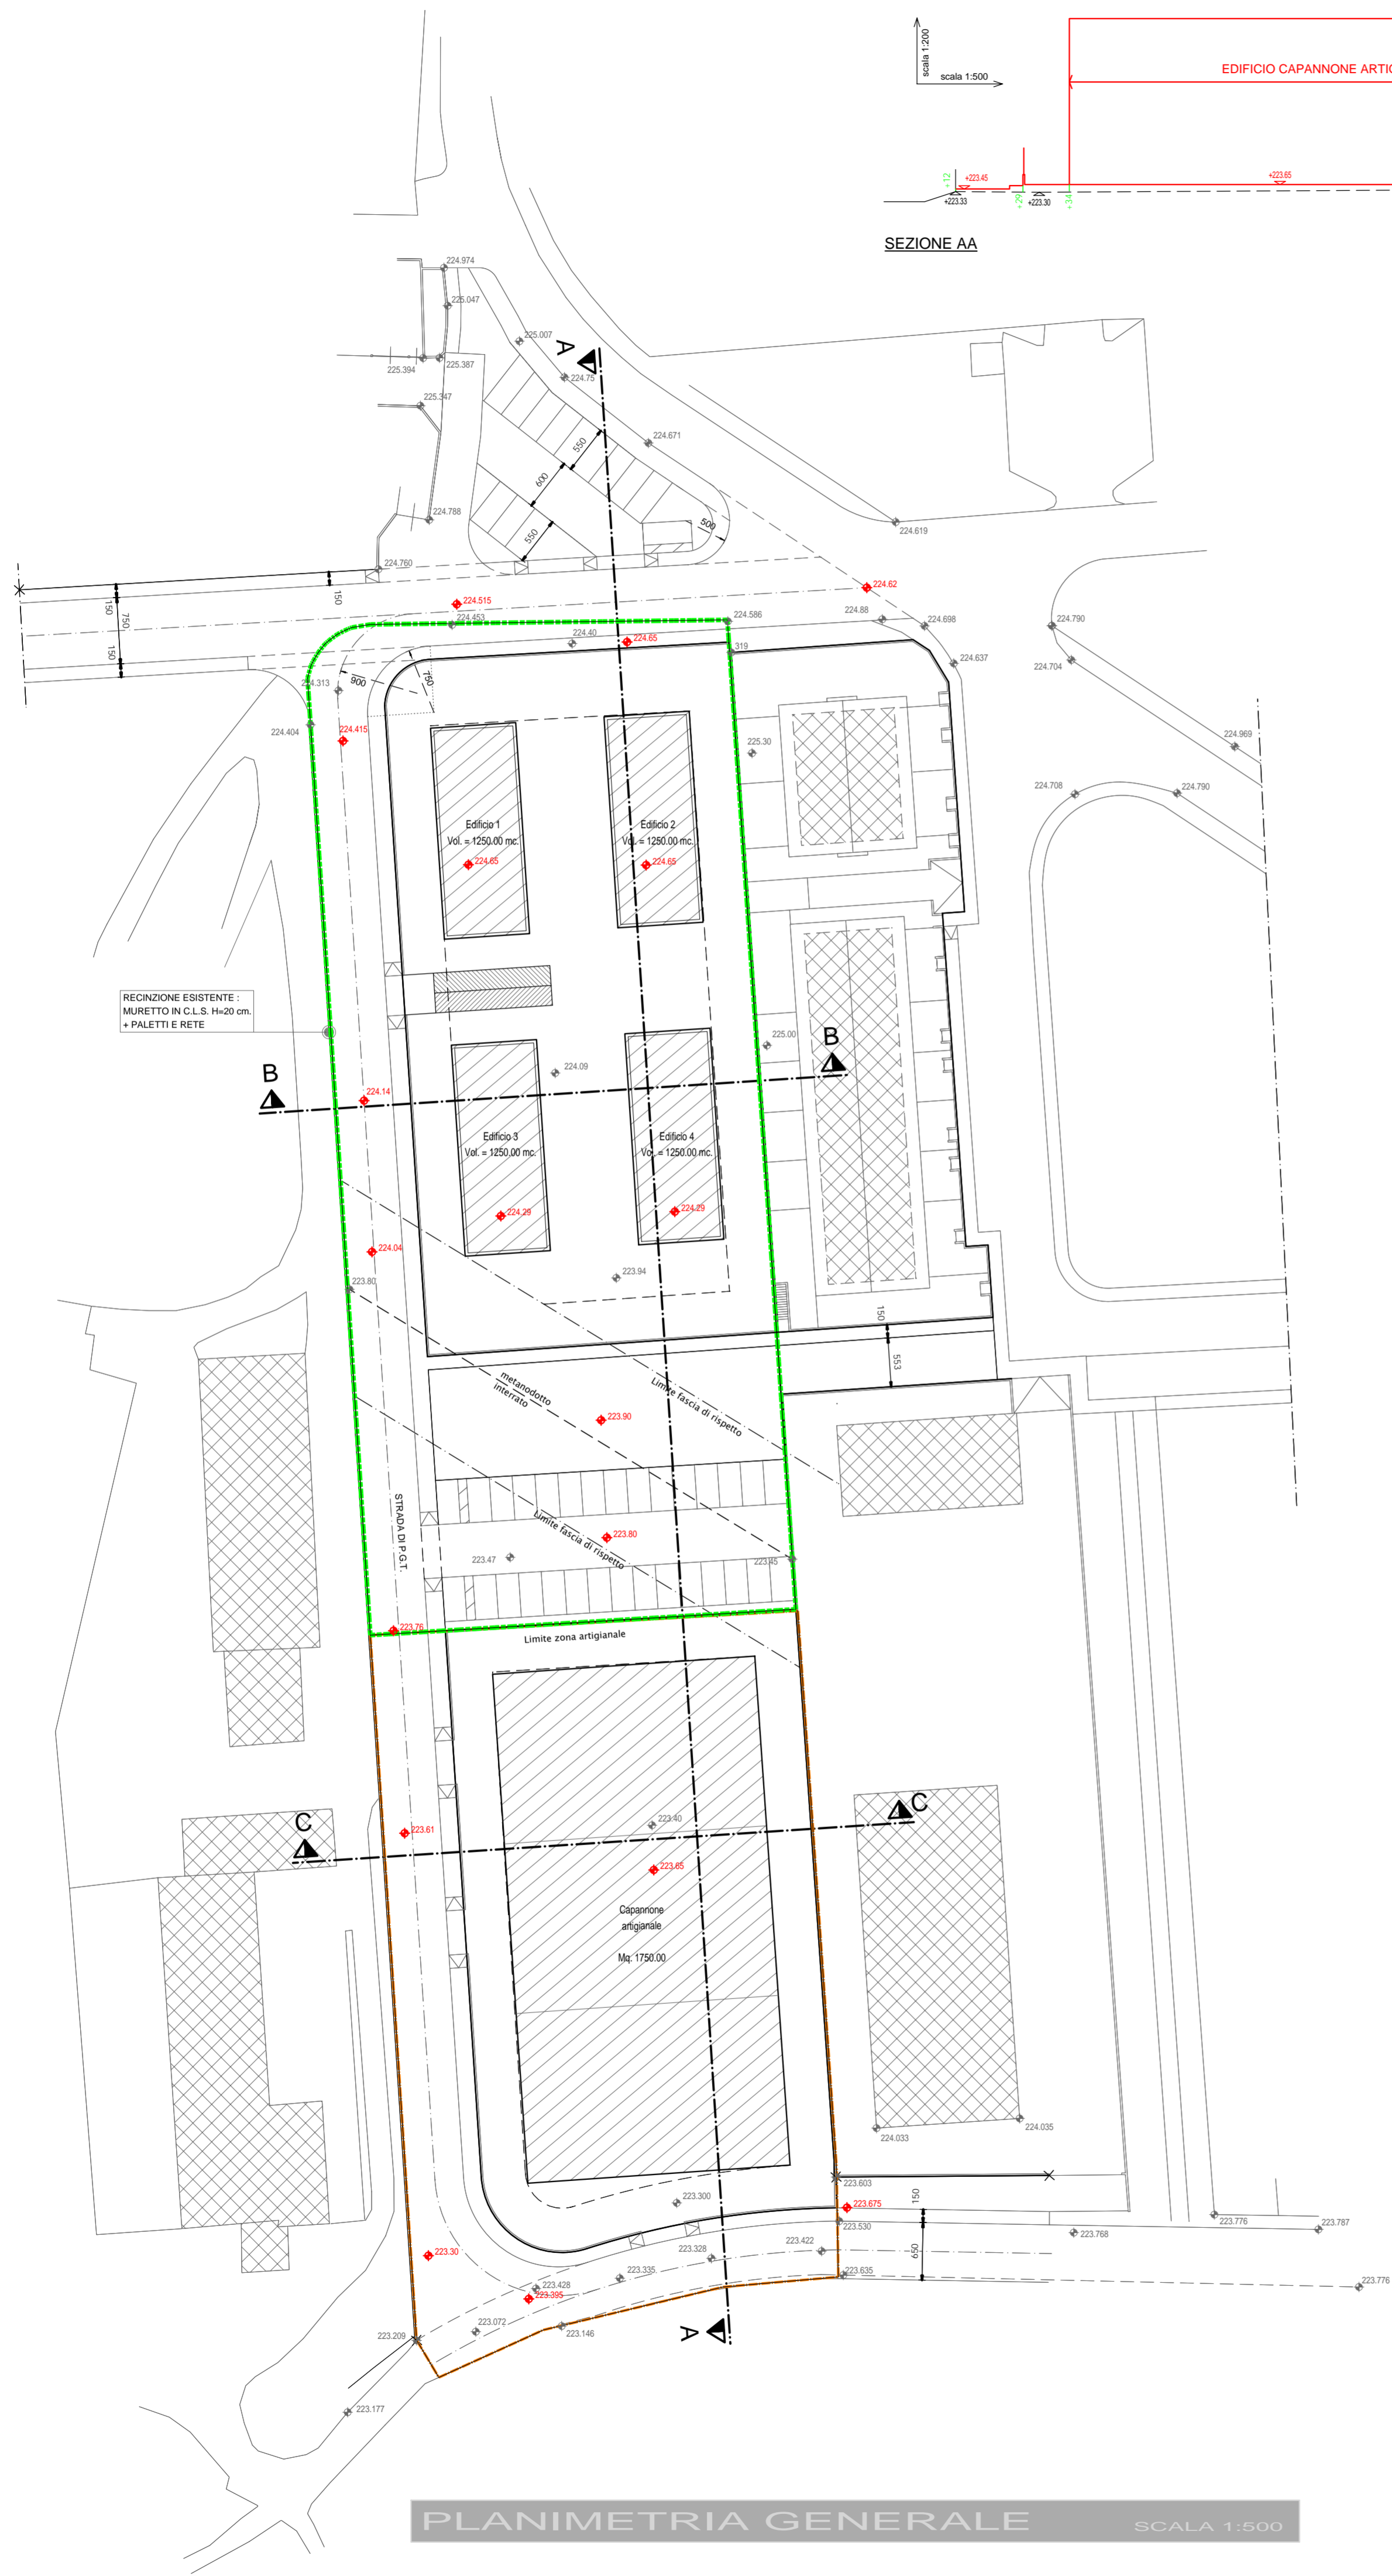 scala 1:200
scala 1:500
EDIFICIO CAPANNONE ARTIG
+12
+223.45
+223.33
+29
+223.30
+34
+223.65
SEZIONE AA
224.974
225.047
225.007
A
224.75
225.394
225.387
225.347
224.671
550
600
550
500
224.788
224.619
224.760
150
150
750
150
224.62
224.515
224.453
224.586
224.88
224.698
224.790
224.40
224.65
319
224.637
224.704
750
900
224.313
224.404
224.415
225.30
224.969
224.708
224.790
Edificio 1
Vol. = 1250.00 mc.
224.65
Edificio 2
Vol. = 1250.00 mc.
224.65
RECINZIONE ESISTENTE :
MURETTO IN C.L.S. H=20 cm.
+ PALETTI E RETE
225.00
B
B
224.09
224.14
Edificio 3
Vol. = 1250.00 mc.
224.29
Edificio 4
Vol. = 1250.00 mc.
224.29
224.04
223.80
223.94
150
553
metanodotto
interrato
Limite fascia di rispetto
223.90
STRADA DI P.G.T.
Limite fascia di rispetto
223.80
223.47
223.45
223.76
Limite zona artigianale
C
C
223.61
223.40
223.65
Capannone
artigianale
Mq. 1750.00
224.033
224.035
223.603
223.675
150
223.300
223.530
223.776
223.787
223.768
650
223.30
223.328
223.422
223.335
223.635
223.428
223.395
223.776
223.072
223.209
223.146
A
223.177
PLANIMETRIA GENERALE
SCALA 1:500